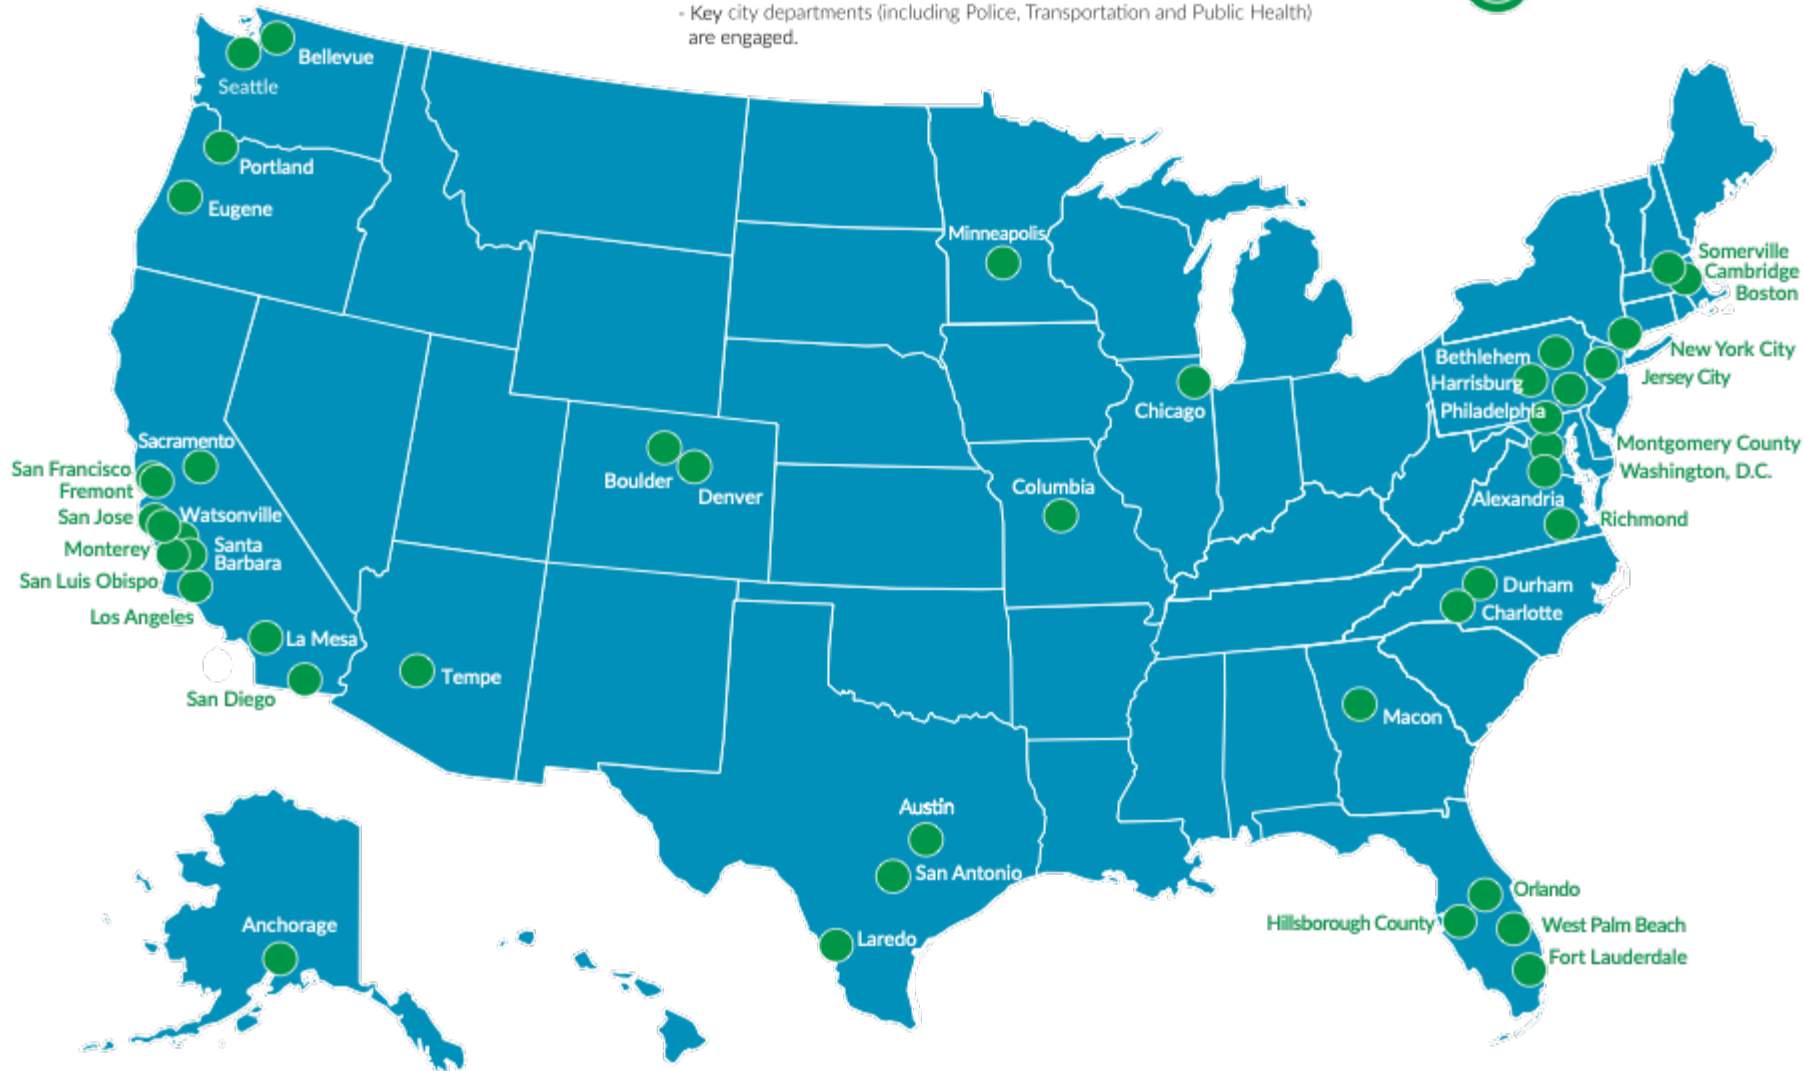 - Key city departments (including Police, Transportation and Public Health)
are engaged.
Bellevue
Seattle
Portland
Eugene
Minneapolis
Somerville
Cambridge
Boston
New York City
Bethlehem
Jersey City
Harrisburg
Chicago
Philadelphia
Sacramento
Montgomery County
San Francisco
Washington, D.C.
Boulder
Fremont
Denver
Columbia
Alexandria
San Jose
Watsonville
Richmond
Monterey
Santa
Barbara
San Luis Obispo
Durham
Los Angeles
Charlotte
La Mesa
Tempe
San Diego
Macon
Austin
San Antonio
Orlando
Hillsborough County
West Palm Beach
Anchorage
Laredo
Fort Lauderdale